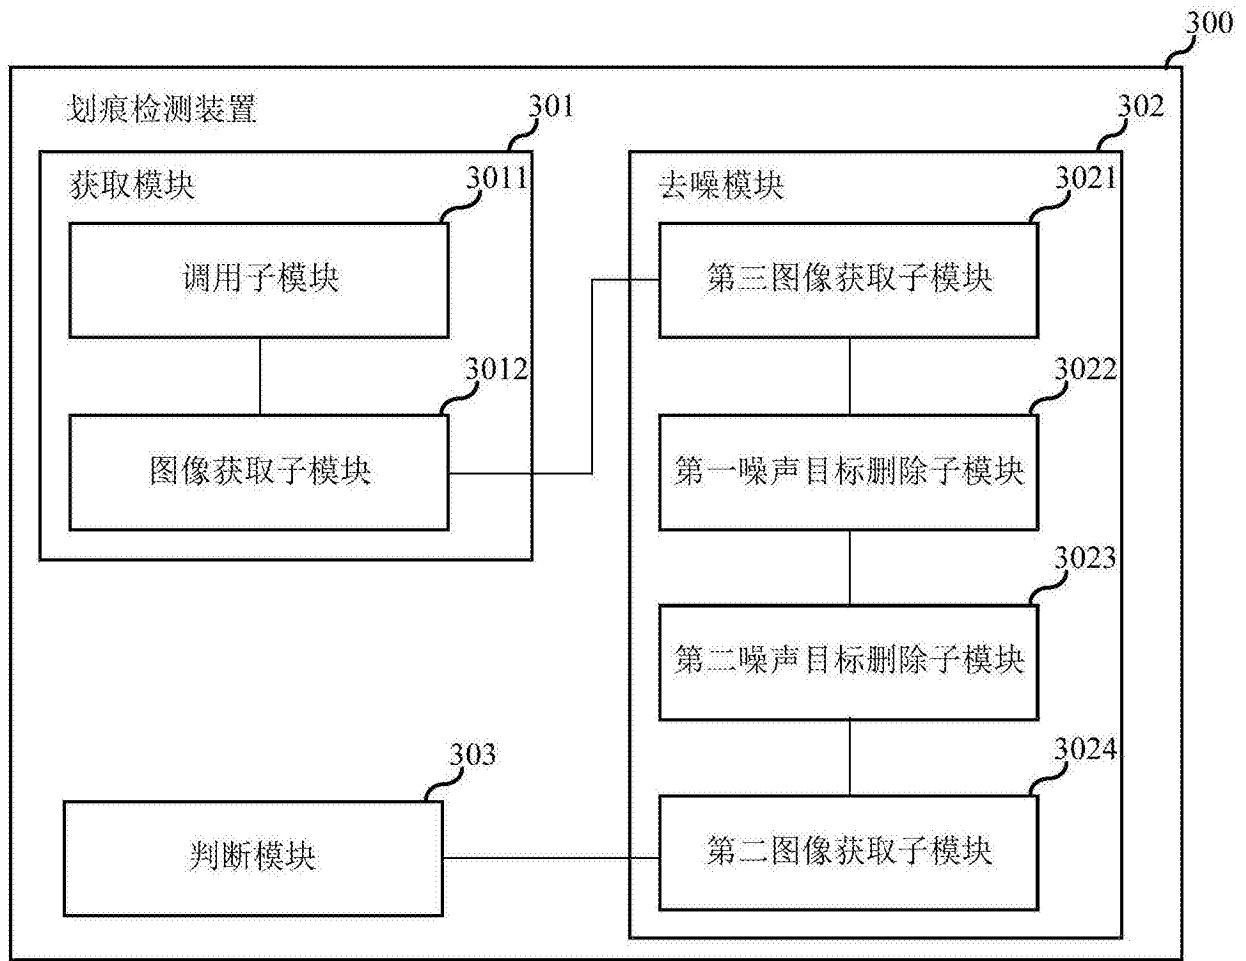 300
划痕检测装置
301
302
获取模块
3011
去噪模块
3021
调用子模块
第三图像获取子模块
3012
3022
图像获取子模块
第一噪声目标删除子模块
3023
第二噪声目标删除子模块
303
3024
判断模块
第二图像获取子模块